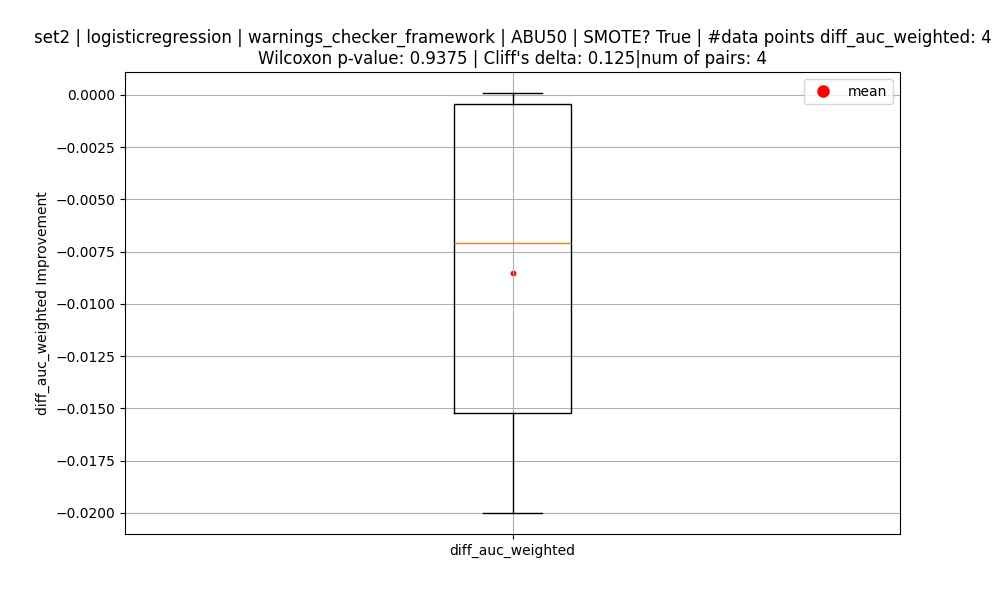 set2 | logisticregression | warnings_checker_framework | ABU50 | SMOTE? True | #data points diff_auc_weighted: 4
Wilcoxon p-value: 0.9375 | Cliff's delta: 0.125|num of pairs: 4
mean
0.0000
−0.0025
−0.0050
−0.0075
−0.0100
−0.0125
−0.0150
−0.0175
−0.0200
diff_auc_weighted Improvement
diff_auc_weighted